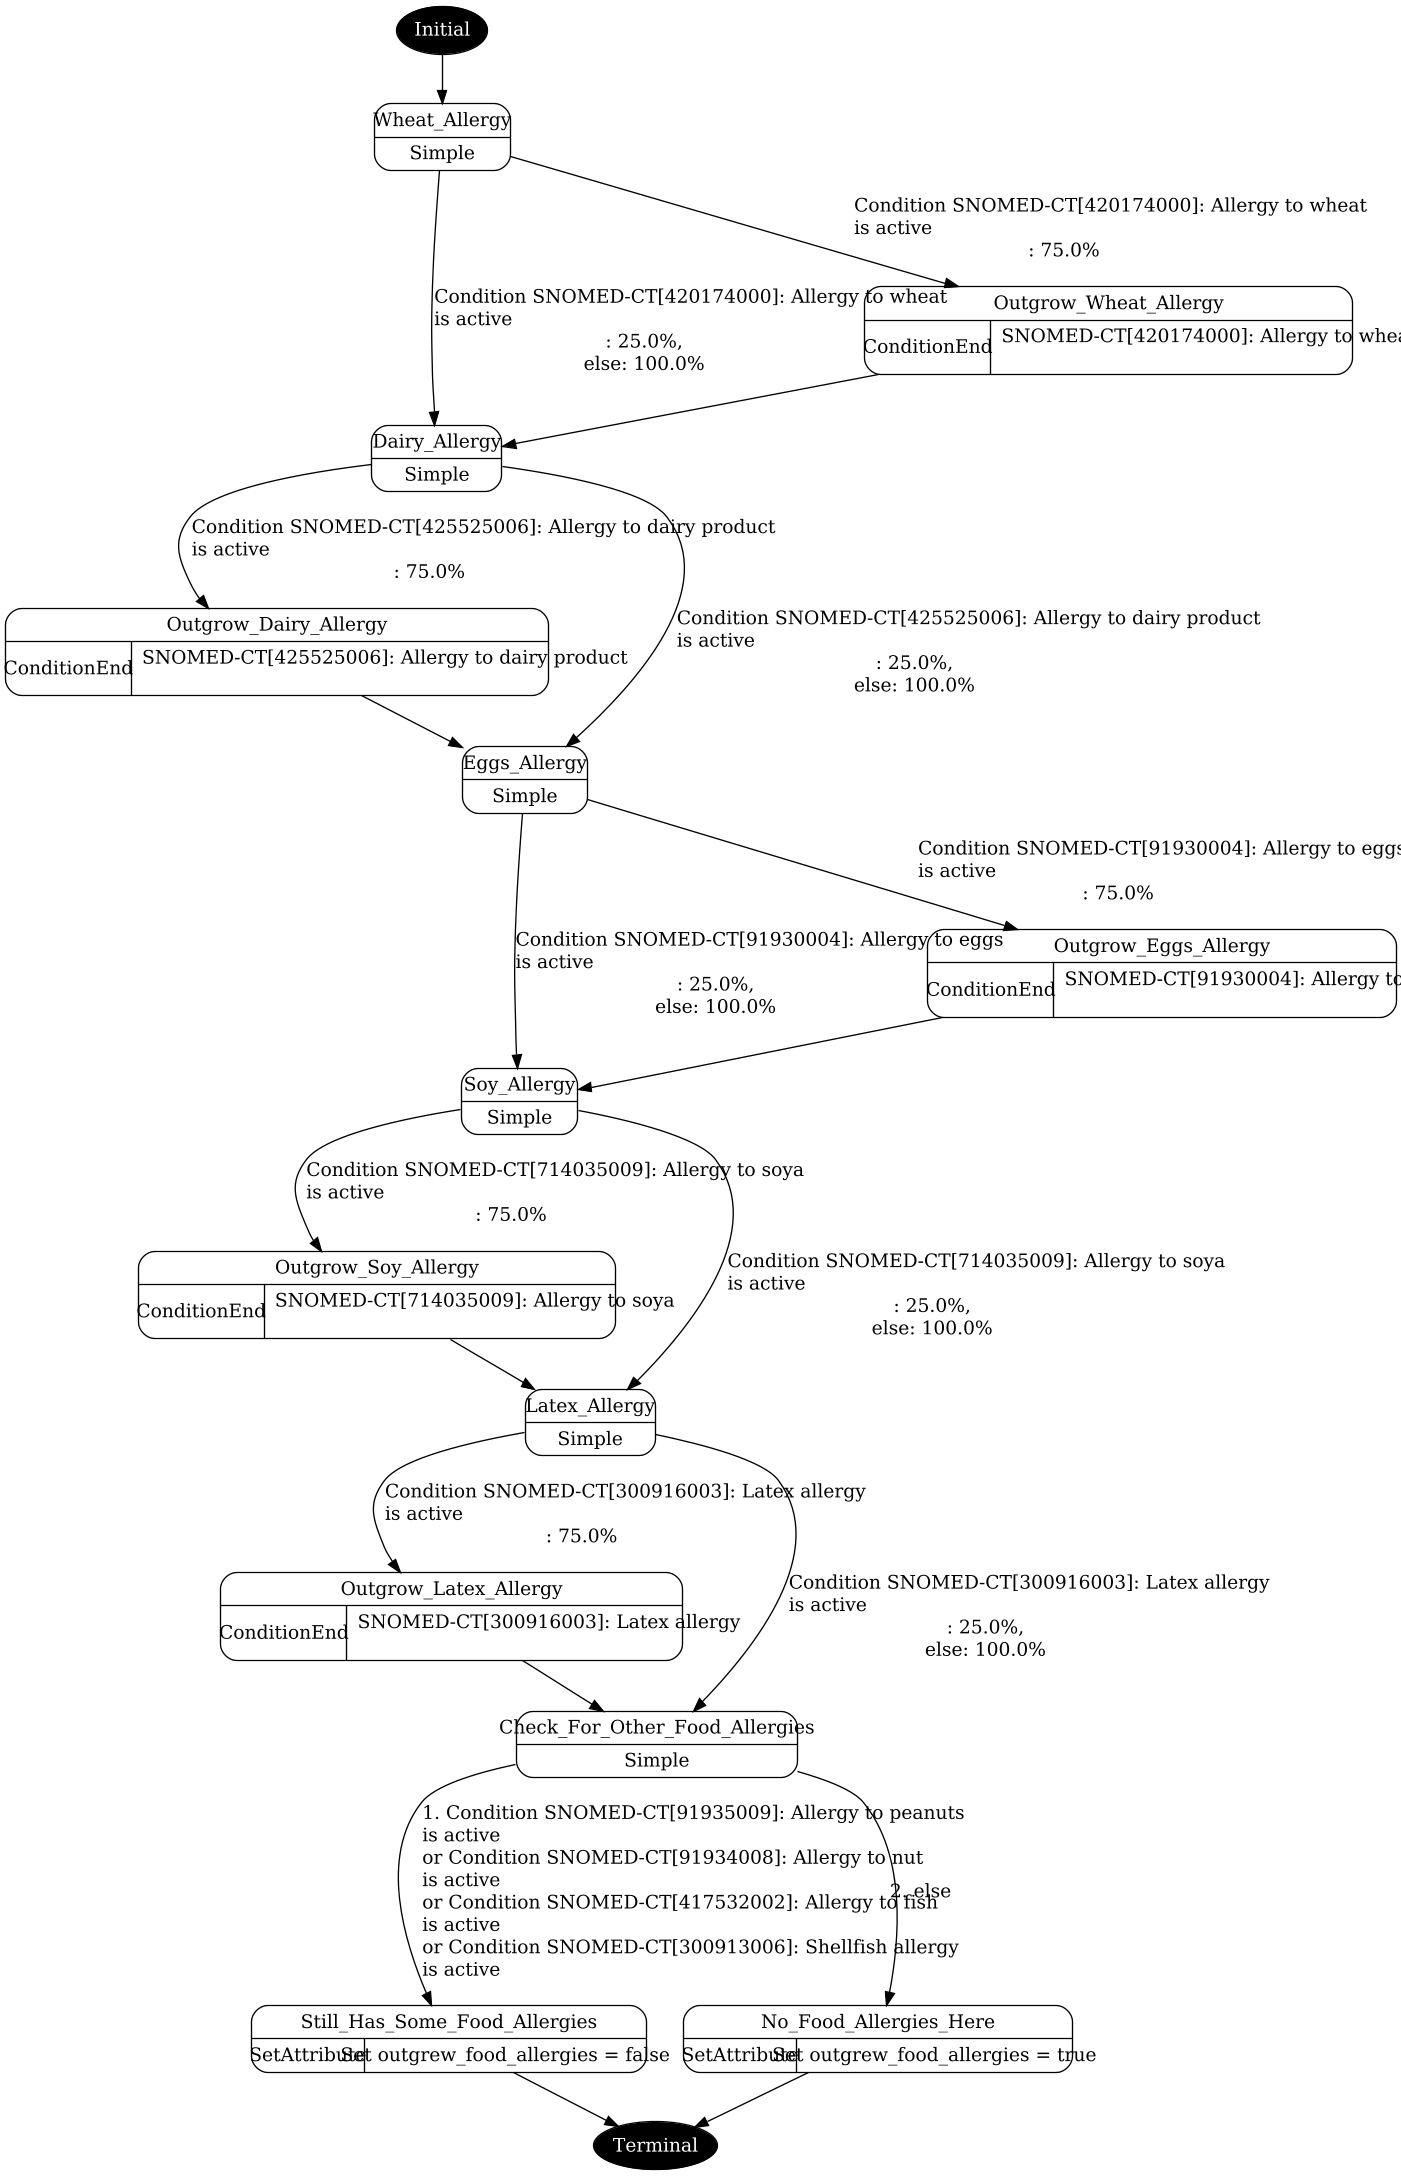 Initial
Wheat_Allergy
Simple
Condition SNOMED-CT[420174000]: Allergy to wheat
is active
: 75.0%
Condition SNOMED-CT[420174000]: Allergy to wheat
is active
: 25.0%,
else: 100.0%
Outgrow_Wheat_Allergy
ConditionEnd
SNOMED-CT[420174000]: Allergy to whea
Dairy_Allergy
Simple
Condition SNOMED-CT[425525006]: Allergy to dairy product
is active
: 75.0%
Condition SNOMED-CT[425525006]: Allergy to dairy product
is active
: 25.0%,
else: 100.0%
Outgrow_Dairy_Allergy
ConditionEnd
SNOMED-CT[425525006]: Allergy to dairy product
Eggs_Allergy
Simple
Condition SNOMED-CT[91930004]: Allergy to eggs
is active
: 75.0%
Condition SNOMED-CT[91930004]: Allergy to eggs
is active
: 25.0%,
else: 100.0%
Outgrow_Eggs_Allergy
ConditionEnd
SNOMED-CT[91930004]: Allergy to
Soy_Allergy
Simple
Condition SNOMED-CT[714035009]: Allergy to soya
is active
: 75.0%
Condition SNOMED-CT[714035009]: Allergy to soya
is active
: 25.0%,
else: 100.0%
Outgrow_Soy_Allergy
ConditionEnd
SNOMED-CT[714035009]: Allergy to soya
Latex_Allergy
Simple
Condition SNOMED-CT[300916003]: Latex allergy
is active
: 75.0%
Condition SNOMED-CT[300916003]: Latex allergy
is active
: 25.0%,
else: 100.0%
Outgrow_Latex_Allergy
ConditionEnd
SNOMED-CT[300916003]: Latex allergy
Check_For_Other_Food_Allergies
Simple
1. Condition SNOMED-CT[91935009]: Allergy to peanuts
is active
or Condition SNOMED-CT[91934008]: Allergy to nut
is active
or Condition SNOMED-CT[417532002]: Allergy to fish
is active
or Condition SNOMED-CT[300913006]: Shellfish allergy
is active
2. else
Still_Has_Some_Food_Allergies
SetAttribute
Set outgrew_food_allergies = false
No_Food_Allergies_Here
SetAttribute
Set outgrew_food_allergies = true
Terminal